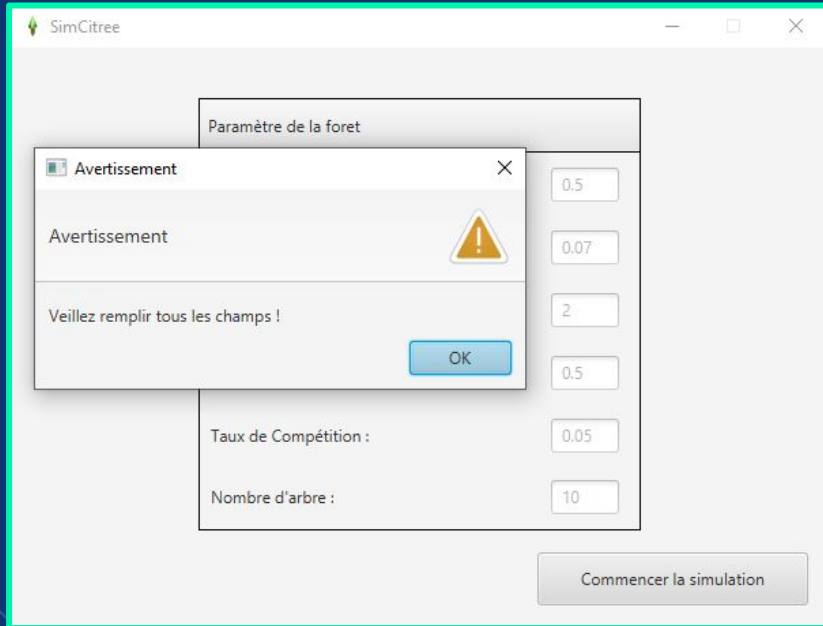 SimCitree
Paramètre de la foret
Avertissement
Avertissement
Veillez remplir tous les champs !
OK
0.5
0.07
2
0.5
Taux de Compétition : 0.05
Nombre d'arbre : 10
Commencer la simulation